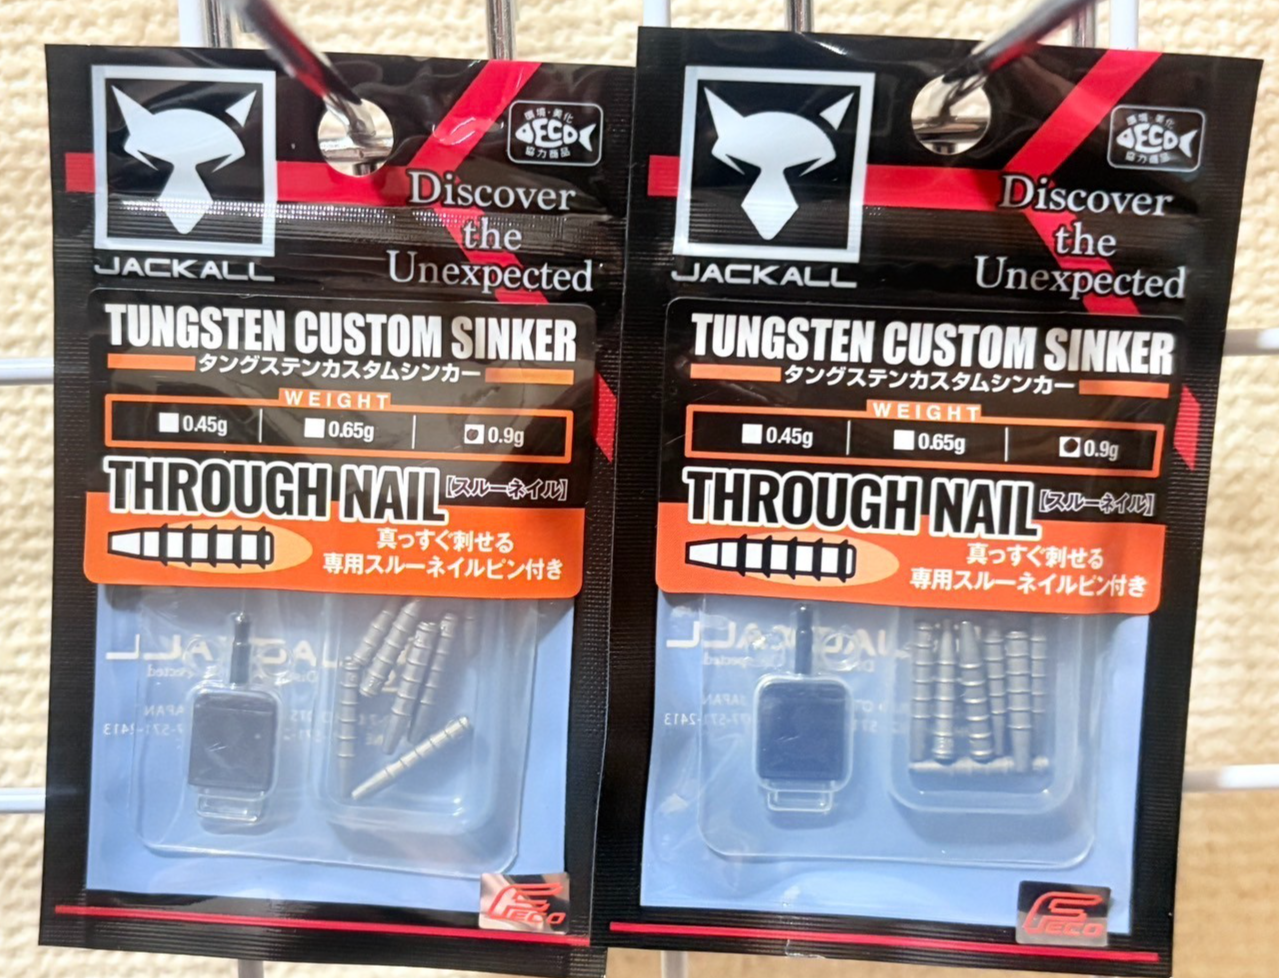 JACKALL
環境・美化
ECO
協力商品
Discover
the
Unexpected
TUNGSTEN CUSTOM SINKER
タングステンカスタムシンカー
WEIGHT
0.45g 0.65g 0.9g
THROUGH NAIL 【スルーネイル】
真っすぐ刺せる
専用スルーネイルピン付き
JACKALL
FECO
JACKALL
環境・美化
ECO
協力商品
Discover
the
Unexpected
TUNGSTEN CUSTOM SINKER
タングステンカスタムシンカー
WEIGHT
0.45g 0.65g 0.9g
THROUGH NAIL 【スルーネイル】
真っすぐ刺せる
専用スルーネイルピン付き
FECO